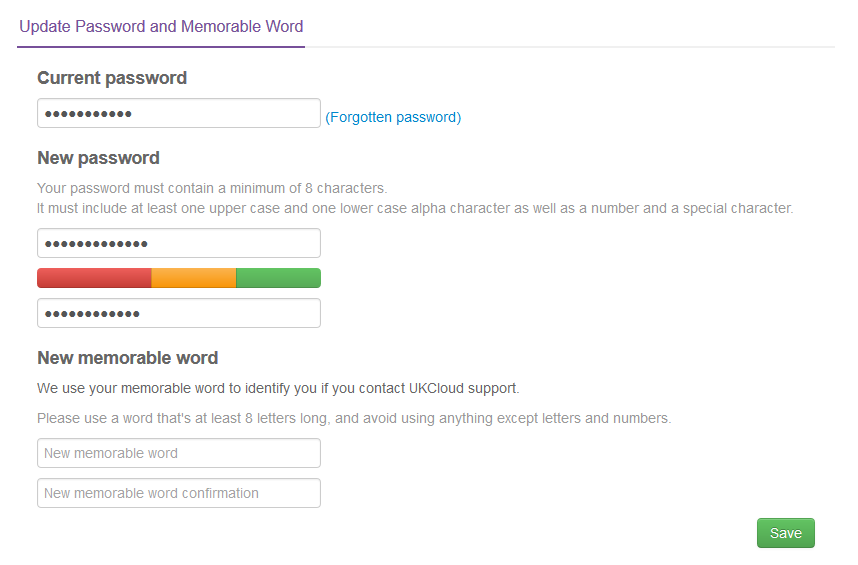 Update Password and Memorable Word
Current password
••••••••••• (Forgotten password)
New password
Your password must contain a minimum of 8 characters.
It must include at least one upper case and one lower case alpha character as well as a number and a special character.
•••••••••••••
••••••••••••
New memorable word
We use your memorable word to identify you if you contact UKCloud support.
Please use a word that's at least 8 letters long, and avoid using anything except letters and numbers.
New memorable word
New memorable word confirmation
Save